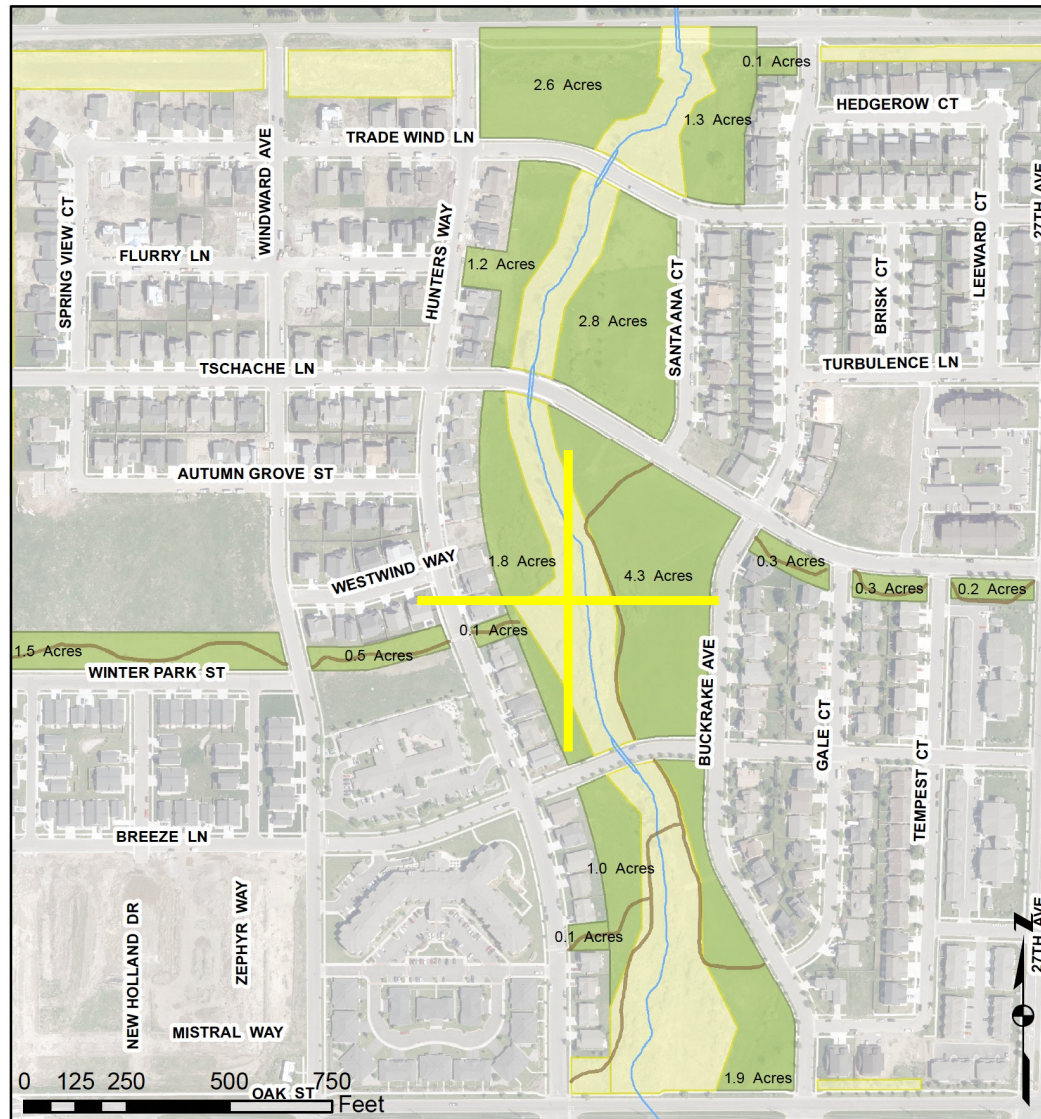 0.1 Acres
2.6 Acres
HEDGEROW CT
1.3 Acres
TRADE WIND LN
WINDWARD AVE
27TH AVE
SPRING VIEW CT
HUNTERS WAY
FLURRY LN
1.2 Acres
SANTA ANA CT
BRISK CT
LEEWARD CT
2.8 Acres
TSCHACHE LN
TURBULENCE LN
AUTUMN GROVE ST
1.8 Acres
4.3 Acres
0.3 Acres
WESTWIND WAY
0.3 Acres
0.2 Acres
0.1 Acres
1.5 Acres
0.5 Acres
WINTER PARK ST
BUCKRAKE AVE
GALE CT
TEMPEST CT
BREEZE LN
1.0 Acres
NEW HOLLAND DR
ZEPHYR WAY
0.1 Acres
27TH AVE
N
MISTRAL WAY
0 125 250 500 750
Feet
OAK ST
1.9 Acres